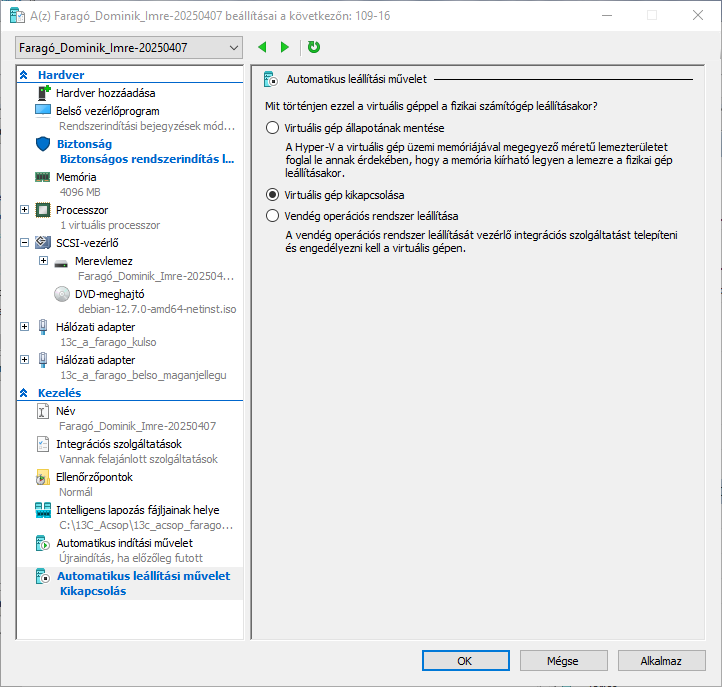 A(z) Faragó_Dominik_Imre-20250407 beállításai a következőn: 109-16
Faragó_Dominik_Imre-20250407
Hardver
Hardver hozzáadása
Belső vezérlőprogram
Rendszerindítási bejegyzések mód...
Biztonság
Biztonságos rendszerindítás l...
Memória
4096 MB
Processzor
1 virtuális processzor
SCSI-vezérlő
Merevlemez
Faragó_Dominik_Imre-2025040...
DVD-meghajtó
debian-12.7.0-amd64-netinst.iso
Hálózati adapter
13c_a_farago_kulso
Hálózati adapter
13c_a_farago_belso_maganjellegu
Kezelés
Név
Faragó_Dominik_Imre-20250407
Integrációs szolgáltatások
Vannak felajánlott szolgáltatások
Ellenőrzőpontok
Normál
Intelligens lapozás fájljainak helye
C:\13C_Acsop\13c_acsop_farago...
Automatikus indítási művelet
Újraindítás, ha előzőleg futott
Automatikus leállítási művelet
Kikapcsolás
Automatikus leállítási művelet
Mit történjen ezzel a virtuális géppel a fizikai számítógép leállításakor?
Virtuális gép állapotának mentése
A Hyper-V a virtuális gép üzemi memóriájával megegyező méretű lemezterületet
foglal le annak érdekében, hogy a memória kiírható legyen a lemezre a fizikai gép
leállításakor.
Virtuális gép kikapcsolása
Vendég operációs rendszer leállítása
A vendég operációs rendszer leállítását vezérlő integrációs szolgáltatást telepíteni
és engedélyezni kell a virtuális gépen.
OK
Mégse
Alkalmaz